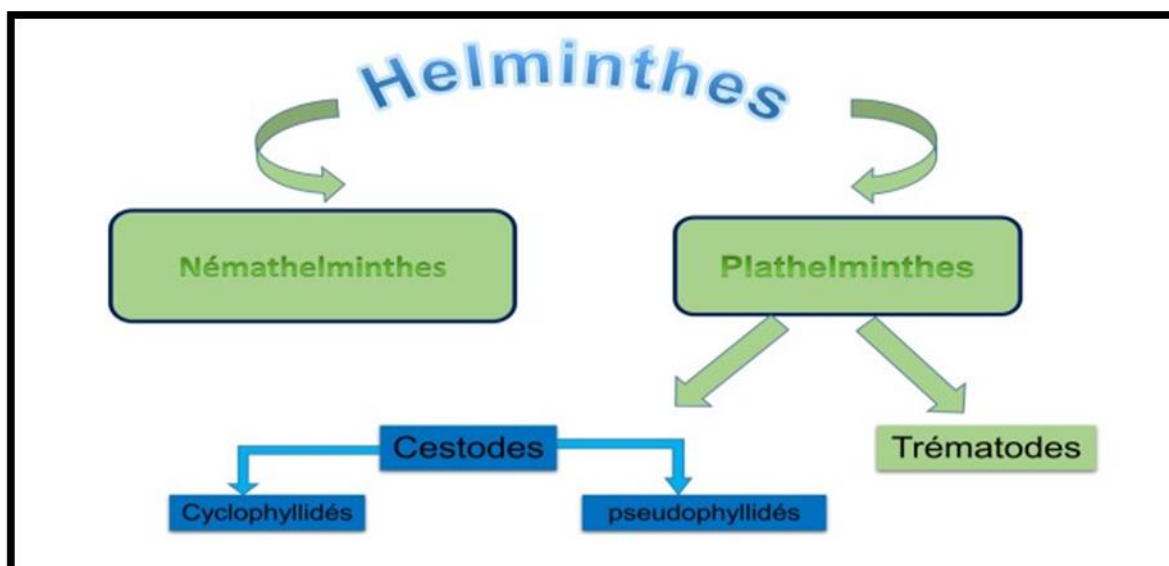 Helminthes
Némathelminthes
Plathelminthes
Cestodes
Trématodes
Cyclophyllidés
pseudophyllidés